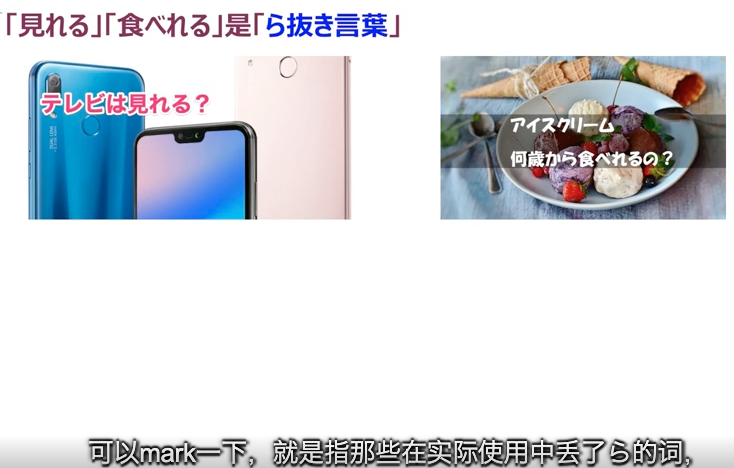 「見れる」「食べれる」是「ら抜き言葉」
テレビは見れる？
アイスクリーム
何歳から食べれるの？
可以mark一下，就是指那些在实际使用中丢了ら的词，